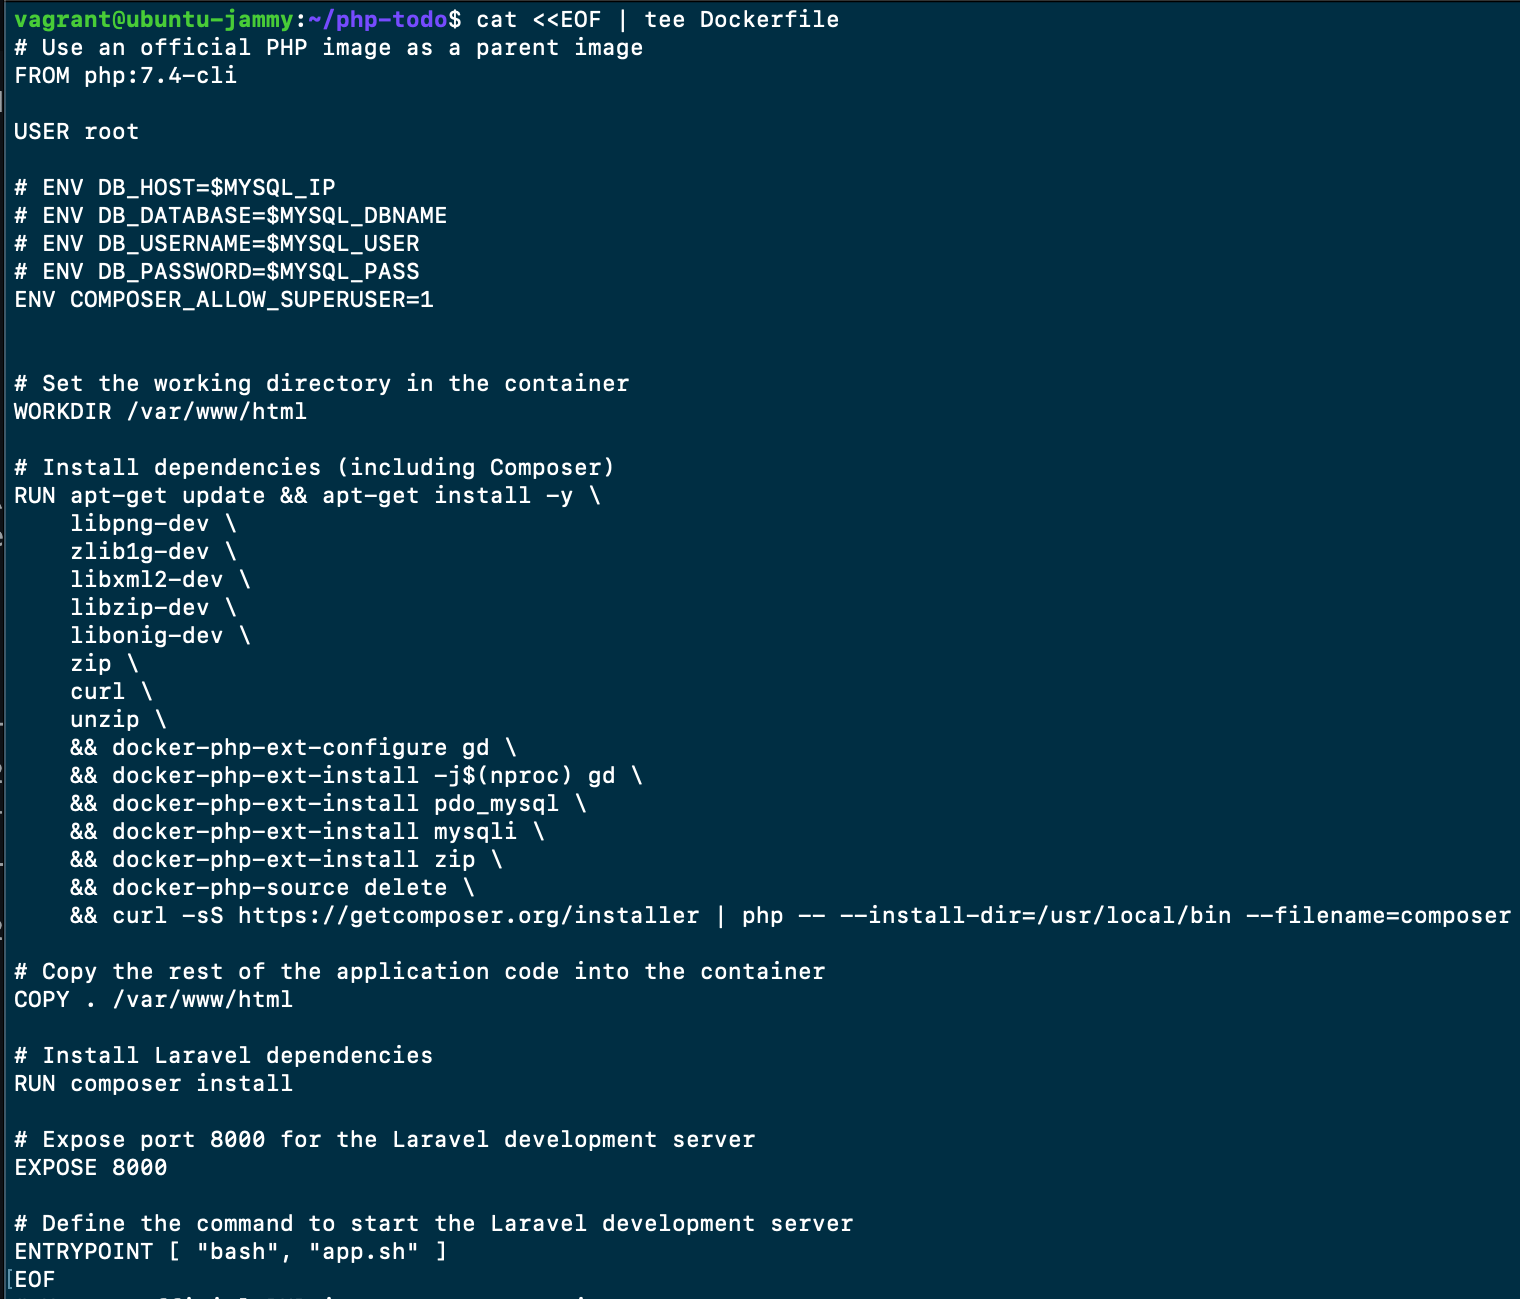 vagrant@ubuntu-jammy:~/php-todo$ cat <<EOF | tee Dockerfile
# Use an official PHP image as a parent image
FROM php:7.4-cli

USER root

# ENV DB_HOST=$MYSQL_IP
# ENV DB_DATABASE=$MYSQL_DBNAME
# ENV DB_USERNAME=$MYSQL_USER
# ENV DB_PASSWORD=$MYSQL_PASS
ENV COMPOSER_ALLOW_SUPERUSER=1


# Set the working directory in the container
WORKDIR /var/www/html

# Install dependencies (including Composer)
RUN apt-get update && apt-get install -y \
    libpng-dev \
    zlib1g-dev \
    libxml2-dev \
    libzip-dev \
    libonig-dev \
    zip \
    curl \
    unzip \
    && docker-php-ext-configure gd \
    && docker-php-ext-install -j$(nproc) gd \
    && docker-php-ext-install pdo_mysql \
    && docker-php-ext-install mysqli \
    && docker-php-ext-install zip \
    && docker-php-source delete \
    && curl -sS https://getcomposer.org/installer | php -- --install-dir=/usr/local/bin --filename=composer

# Copy the rest of the application code into the container
COPY . /var/www/html

# Install Laravel dependencies
RUN composer install

# Expose port 8000 for the Laravel development server
EXPOSE 8000

# Define the command to start the Laravel development server
ENTRYPOINT [ "bash", "app.sh" ]
EOF